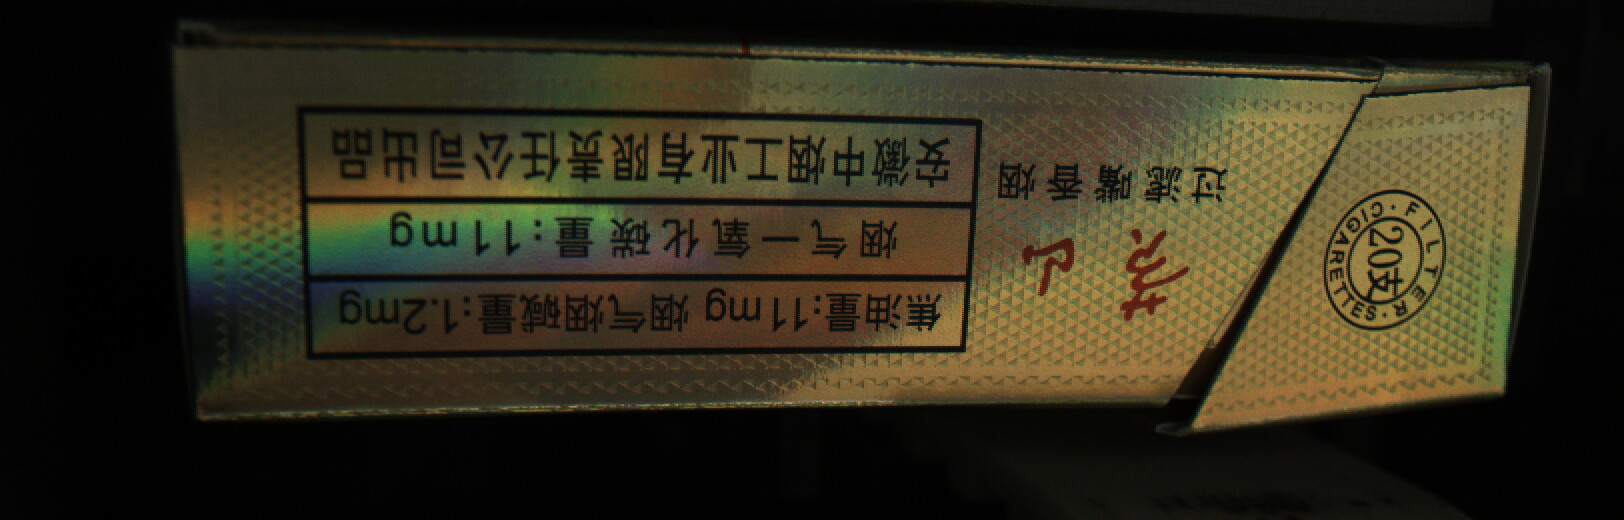 FILTER·CIGARETTES·
20支
黄山
过滤嘴香烟
焦油量:11mg 烟气烟碱量:1.2mg
烟气一氧化碳量:11mg
安徽中烟工业有限责任公司出品